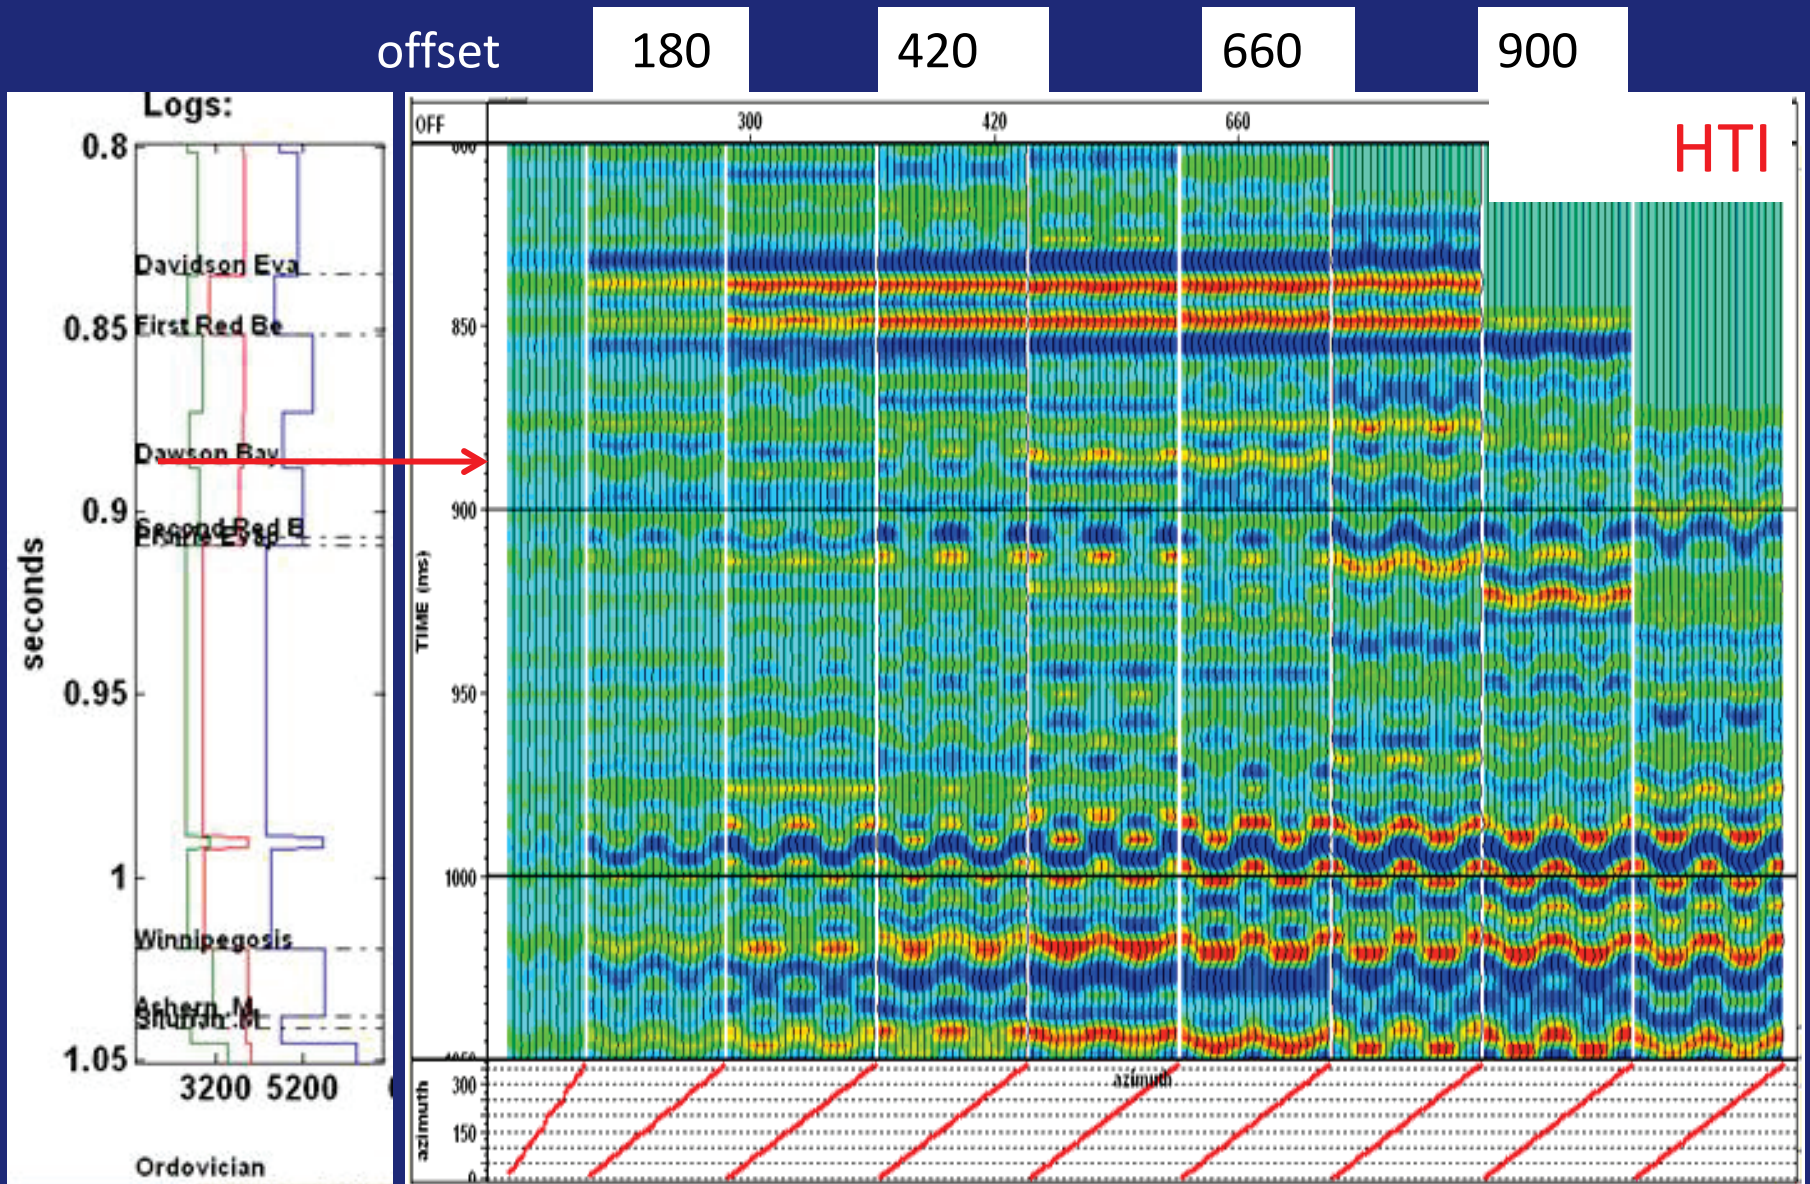 offset 180 420 660 900
Logs:
HTI
OFF 300 420 660
0.8
Davidson Eva
First Red Be
0.85
850
Dawson Bay
0.9
900
Second Red B
seconds
TIME (ms)
0.95
950
1
1000
Winnipegosis
Ashern. M
1.05
3200 5200
azimuth
azimuth
300
150
0
Ordovician